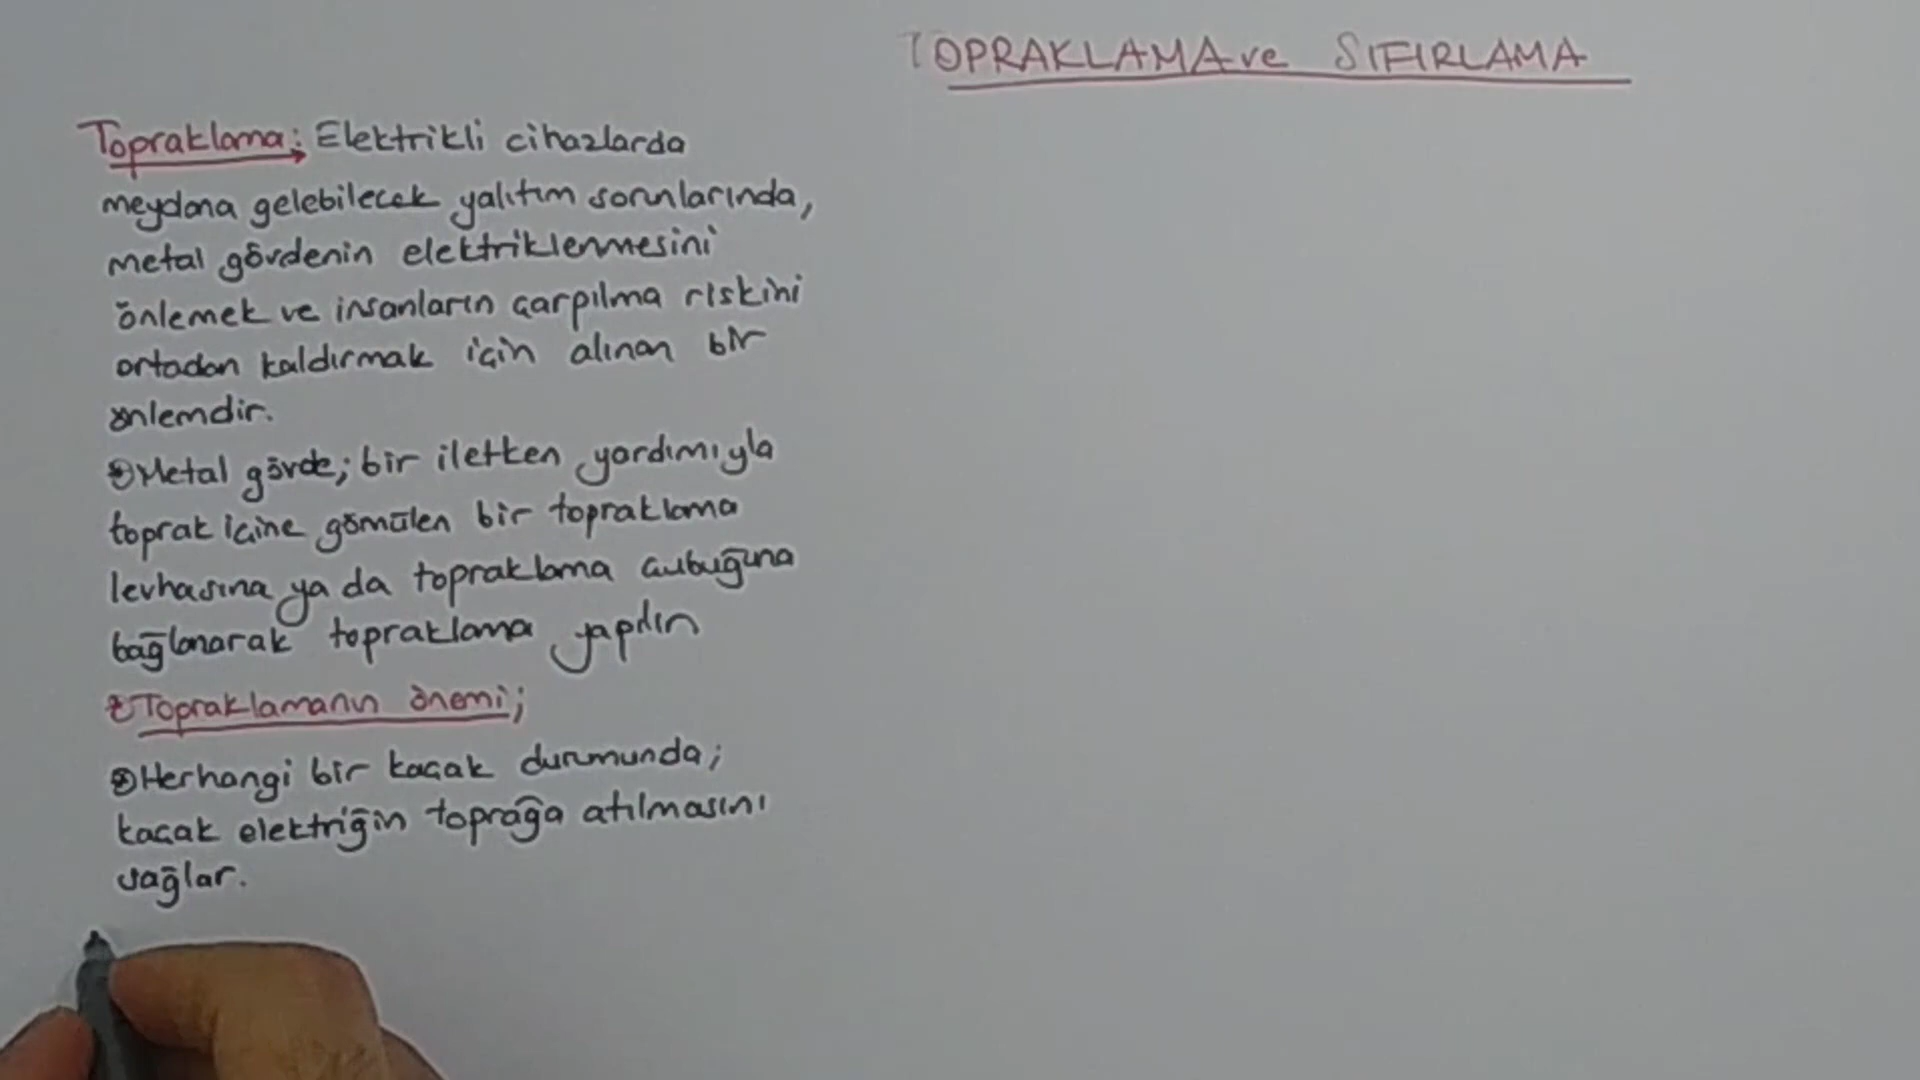 TOPRAKLAMA ve SIFIRLAMA
Topraklama: Elektrikli cihazlarda
meydana gelebilecek yalıtım sorunlarında,
metal gövdenin elektriklenmesini
önlemek ve insanların çarpılma riskini
ortadan kaldırmak için alınan bir
önlemdir.
Metal gövde; bir iletken yardımıyla
toprak içine gömülen bir topraklama
levhasına ya da topraklama çubuğuna
bağlanarak topraklama yapılır
Topraklamanın önemi;
Herhangi bir kaçak durumunda;
kaçak elektriğin toprağa atılmasını
sağlar.